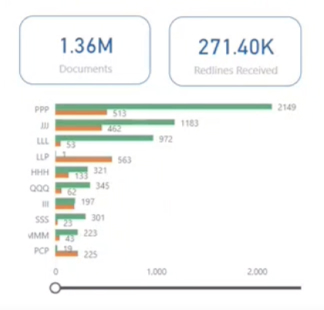 1.36M
Documents
271.40K
Redlines Received
PPP 2149
513
JJJ 1183
462
LLL 972
53
LLP 1
563
HHH 321
133
QQQ 345
62
III 197
SSS 301
23
MMM 223
43
PCP 19
225
0 1,000 2,000